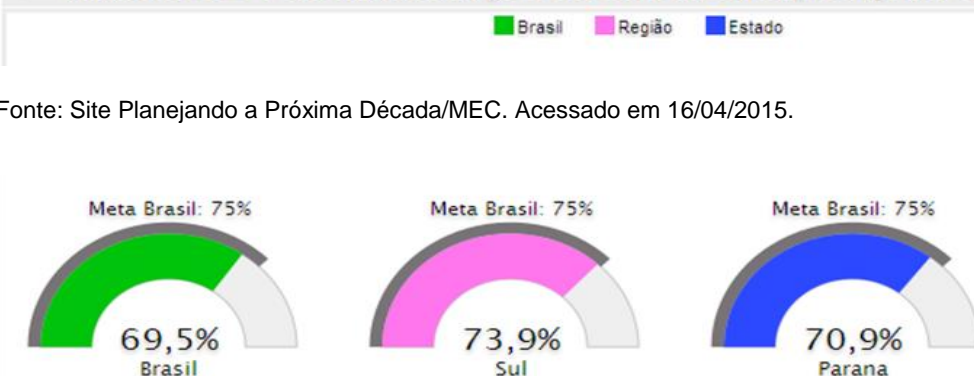 Brasil Região Estado
Fonte: Site Planejando a Próxima Década/MEC. Acessado em 16/04/2015.
Meta Brasil: 75% Meta Brasil: 75% Meta Brasil: 75%
69,5% 73,9% 70,9%
Brasil Sul Parana